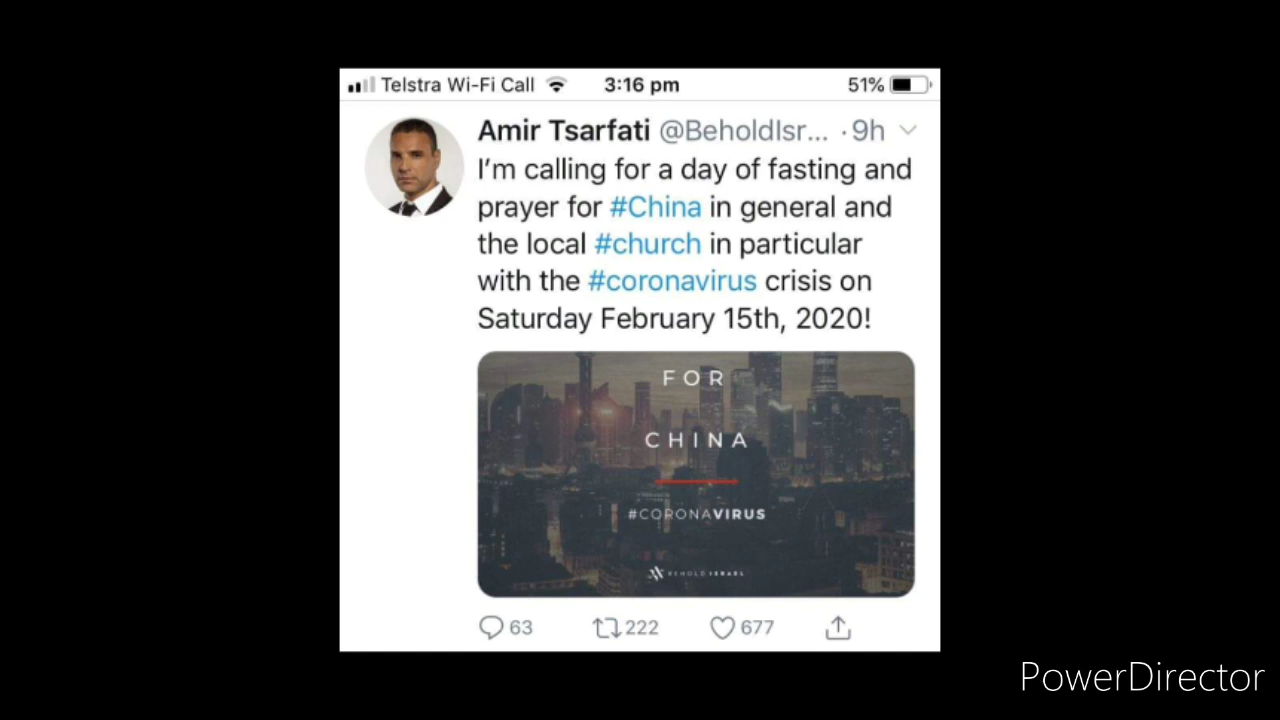 Telstra Wi-Fi Call 3:16 pm 51%
Amir Tsarfati @BeholdIsr... · 9h
I'm calling for a day of fasting and
prayer for #China in general and
the local #church in particular
with the #coronavirus crisis on
Saturday February 15th, 2020!
FOR
CHINA
#CORONAVIRUS
BEHOLD ISRAEL
63 222 677
PowerDirector